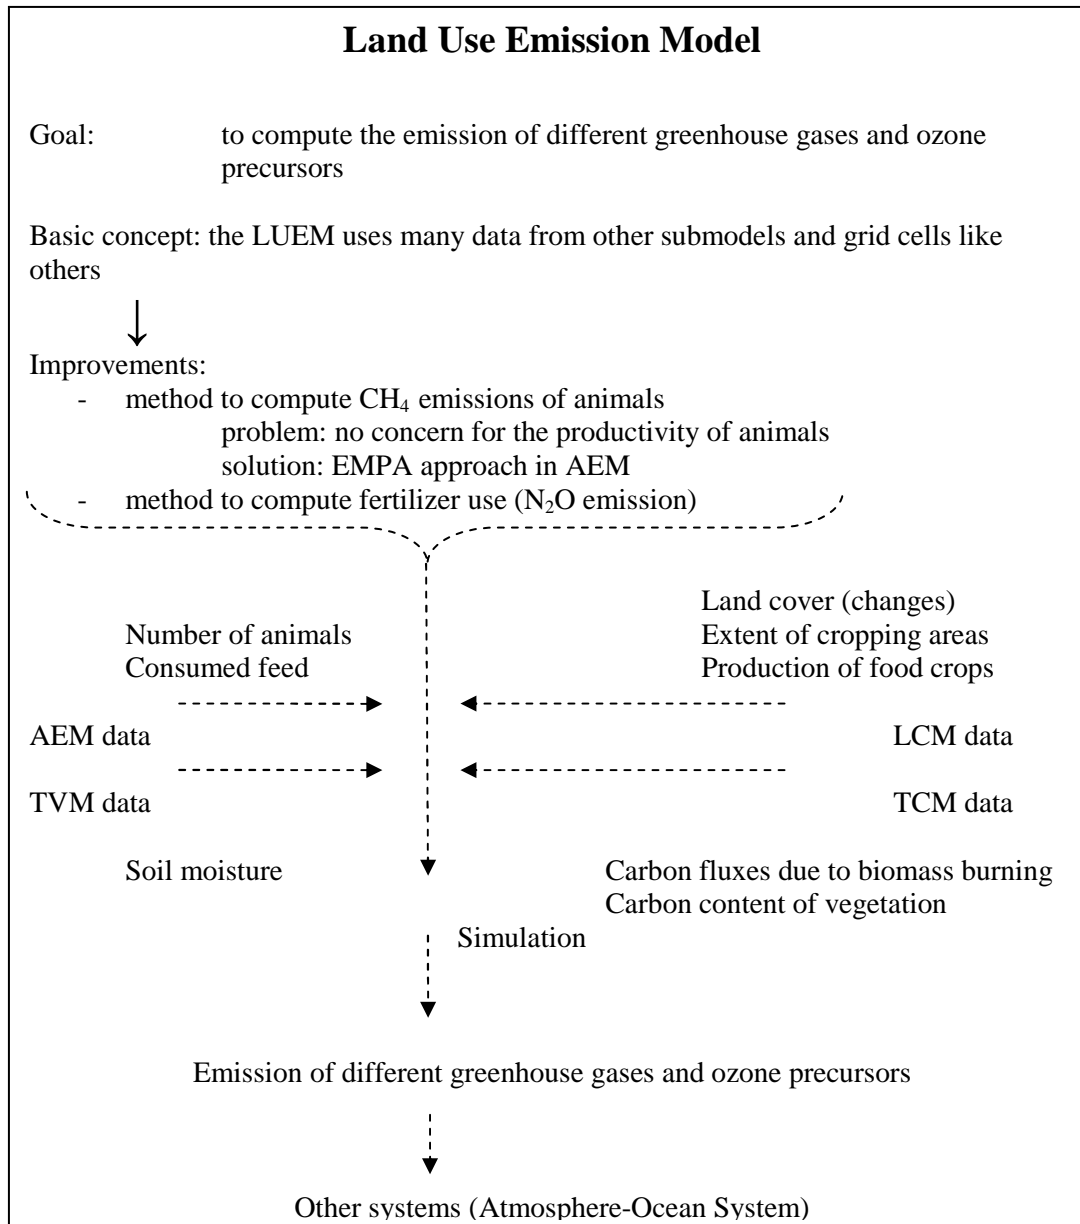 Land Use Emission Model
Goal: to compute the emission of different greenhouse gases and ozone
precursors
Basic concept: the LUEM uses many data from other submodels and grid cells like
others
Improvements:
- method to compute CH₄ emissions of animals
problem: no concern for the productivity of animals
solution: EMPA approach in AEM
- method to compute fertilizer use (N₂O emission)
Land cover (changes)
Number of animals Extent of cropping areas
Consumed feed Production of food crops
AEM data LCM data
TVM data TCM data
Soil moisture Carbon fluxes due to biomass burning
Carbon content of vegetation
Simulation
Emission of different greenhouse gases and ozone precursors
Other systems (Atmosphere-Ocean System)